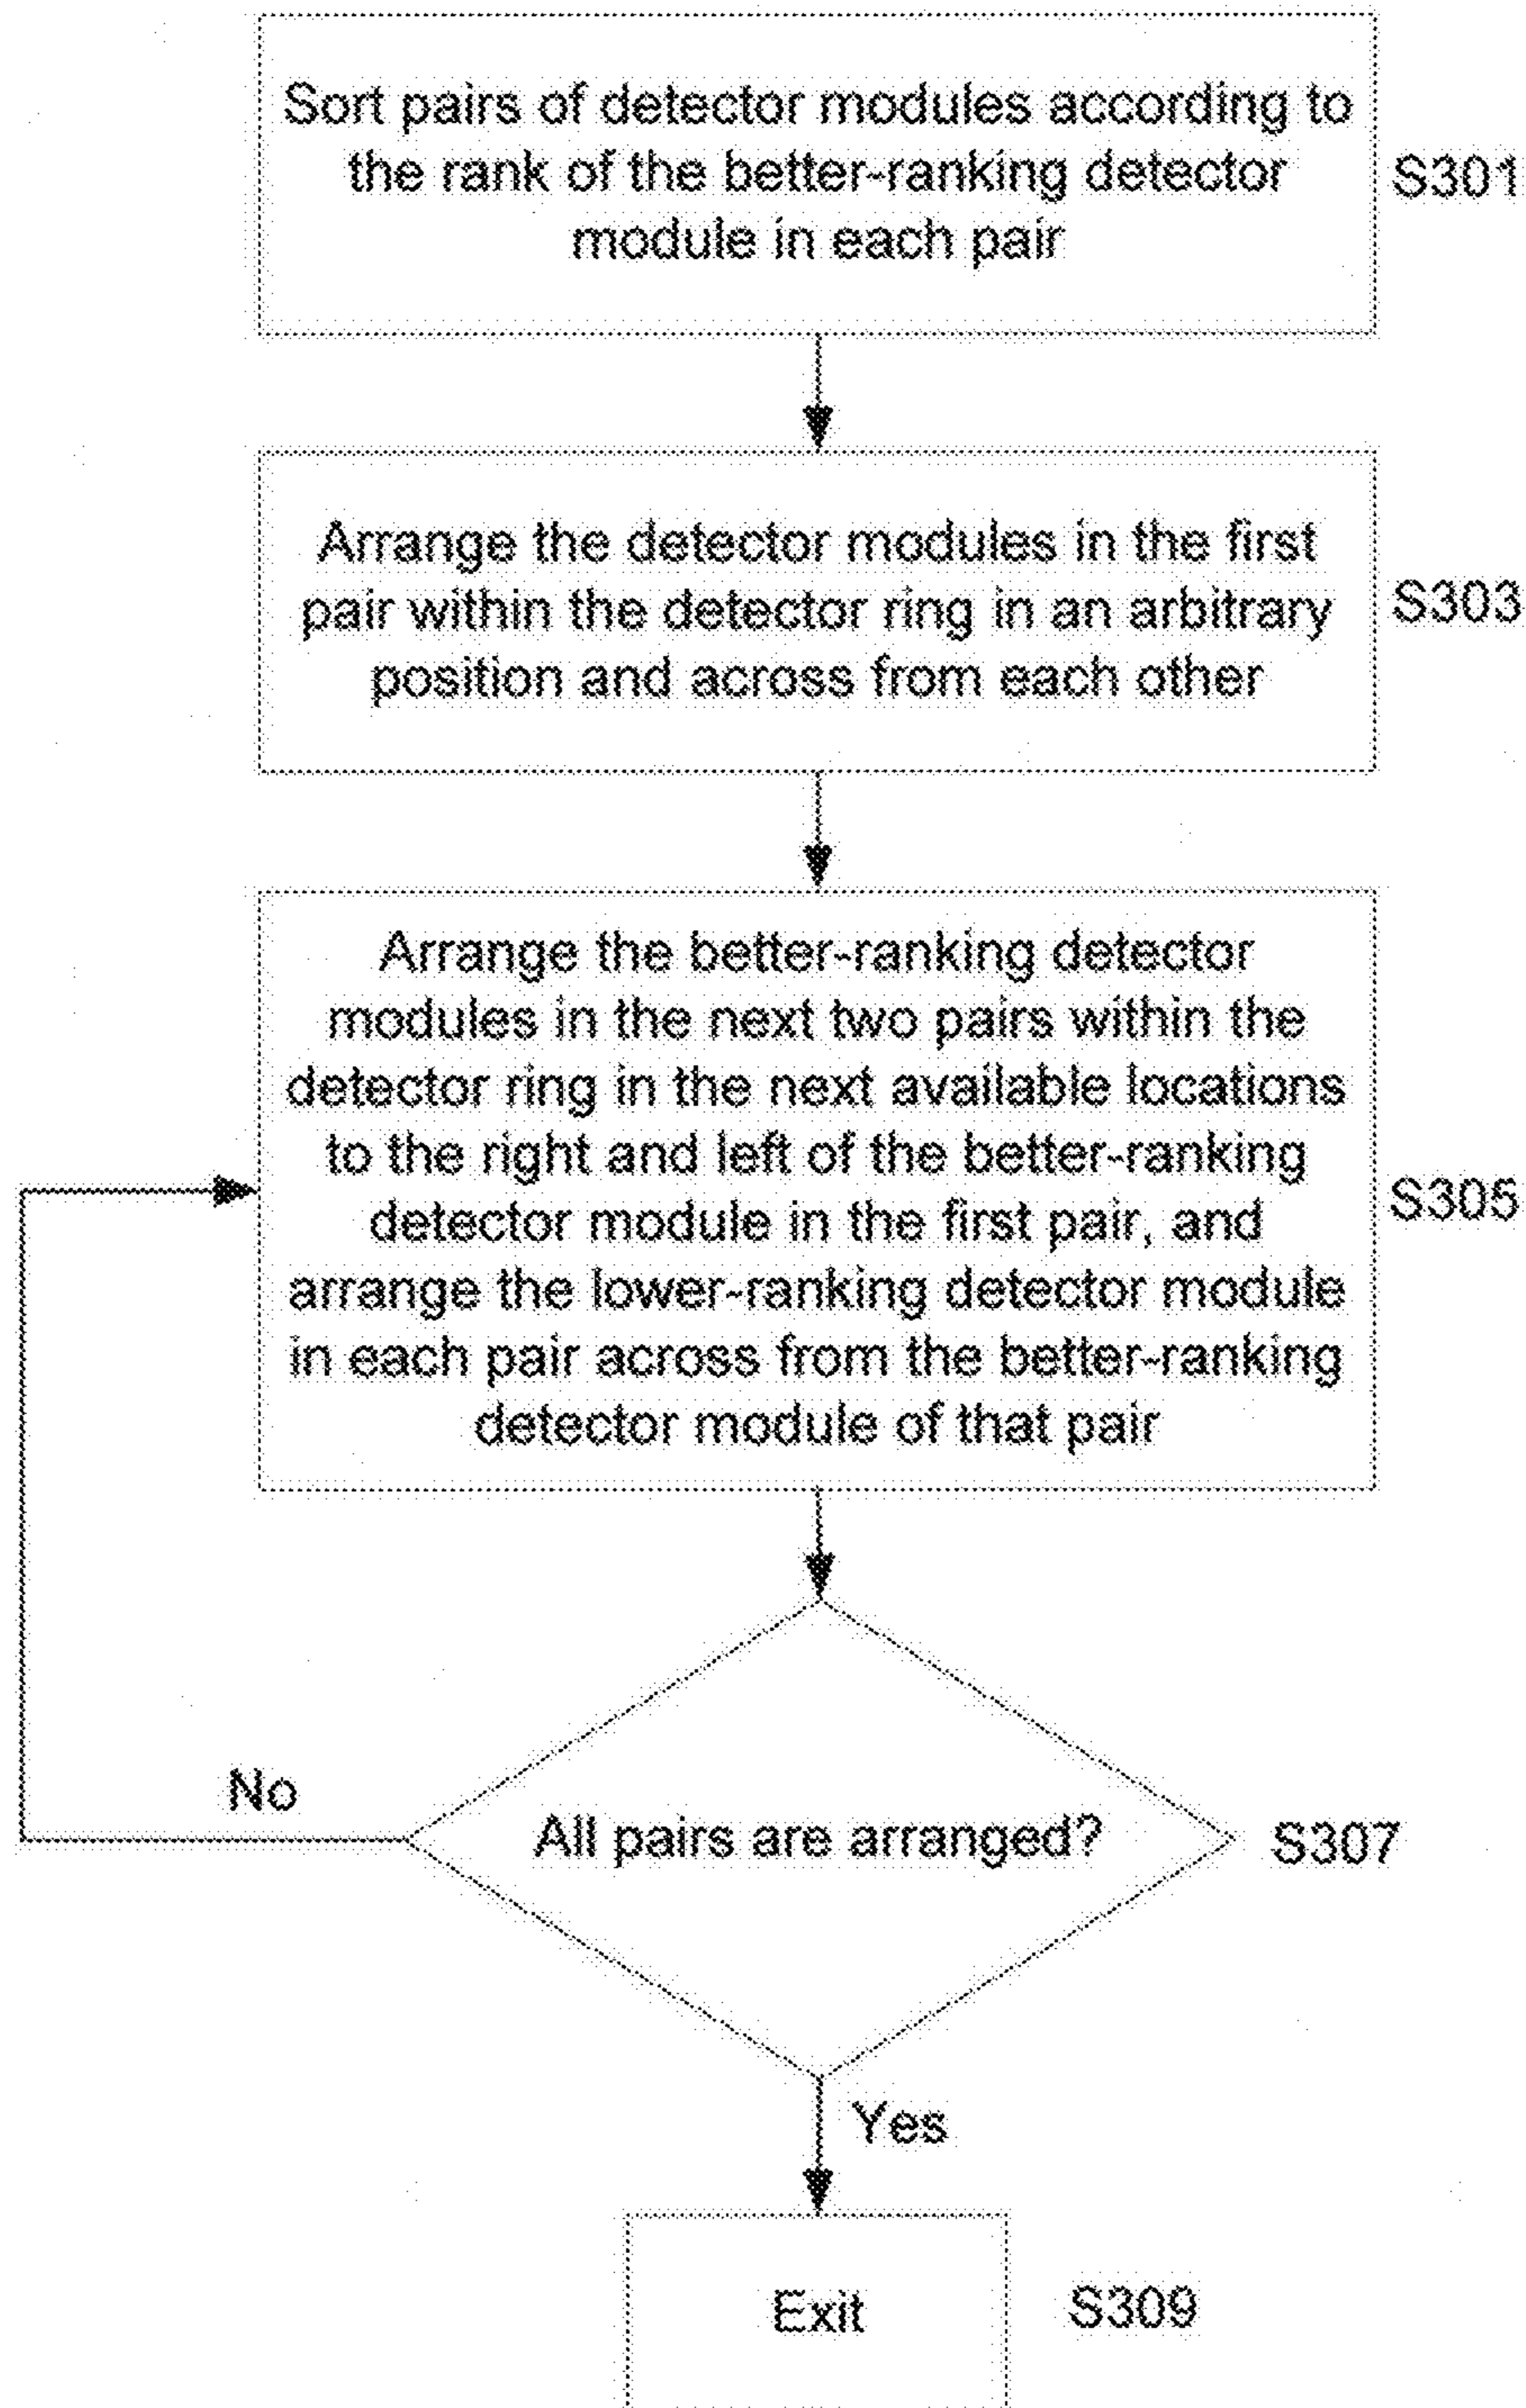 Sort pairs of detector modules according to
the rank of the better-ranking detector
module in each pair
S301
Arrange the detector modules in the first
pair within the detector ring in an arbitrary
position and across from each other
S303
Arrange the better-ranking detector
modules in the next two pairs within the
detector ring in the next available locations
to the right and left of the better-ranking
detector module in the first pair, and
arrange the lower-ranking detector module
in each pair across from the better-ranking
detector module of that pair
S305
No
All pairs are arranged?
S307
Yes
Exit
S309